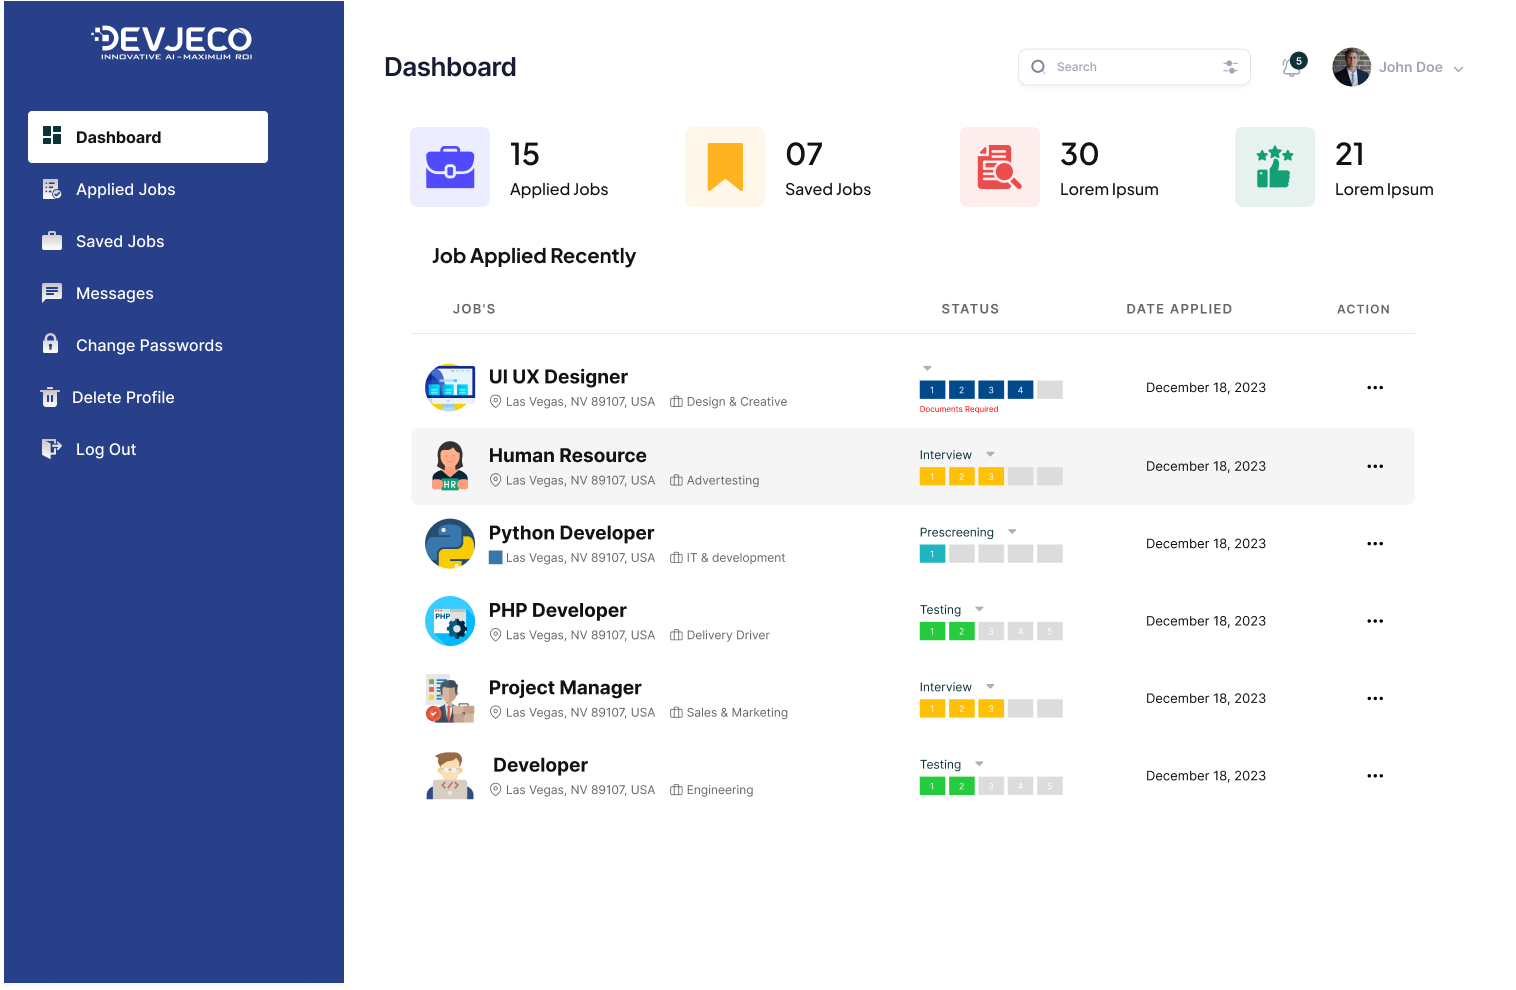 DEVJECO
INNOVATIVE AI-MAXIMUM ROI
Dashboard
Applied Jobs
Saved Jobs
Messages
Change Passwords
Delete Profile
Log Out
Dashboard
Search
5
John Doe
15
Applied Jobs
07
Saved Jobs
30
Lorem Ipsum
21
Lorem Ipsum
Job Applied Recently
JOB'S STATUS DATE APPLIED ACTION
UI UX Designer
Las Vegas, NV 89107, USA Design & Creative
1 2 3 4
Documents Required
December 18, 2023
HR
Human Resource
Las Vegas, NV 89107, USA Advertesting
Interview
1 2 3
December 18, 2023
Python Developer
Las Vegas, NV 89107, USA IT & development
Prescreening
1
December 18, 2023
PHP
PHP Developer
Las Vegas, NV 89107, USA Delivery Driver
Testing
1 2 3 4 5
December 18, 2023
Project Manager
Las Vegas, NV 89107, USA Sales & Marketing
Interview
1 2 3
December 18, 2023
</>
Developer
Las Vegas, NV 89107, USA Engineering
Testing
1 2 3 4 5
December 18, 2023